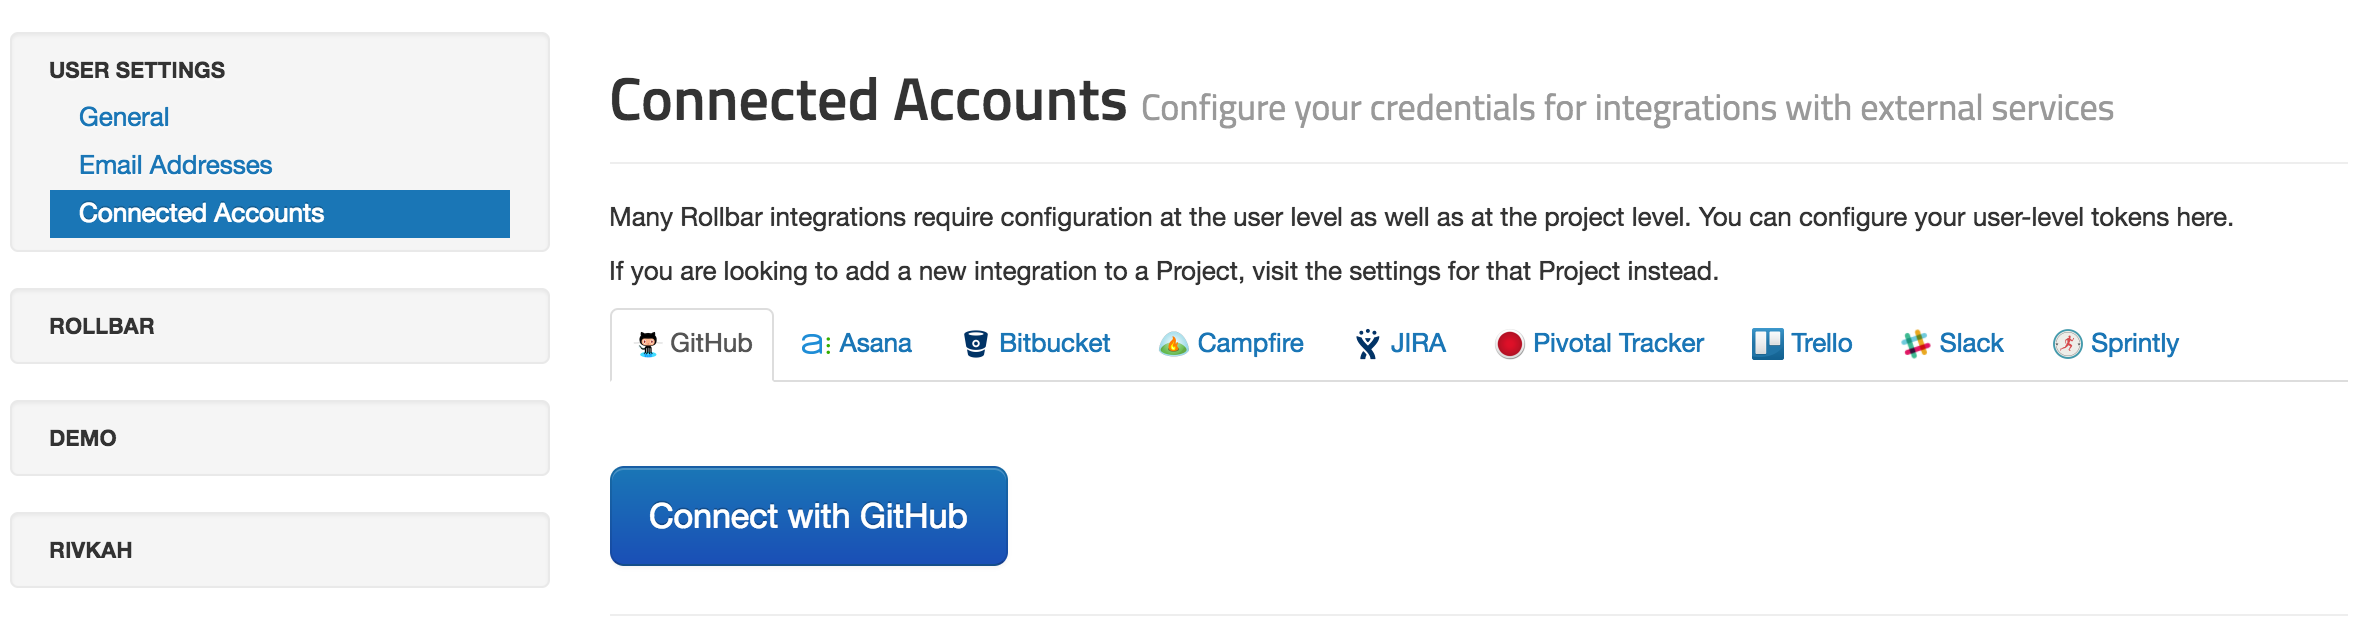 USER SETTINGS
General
Email Addresses
Connected Accounts
ROLLBAR
DEMO
RIVKAH
Connected Accounts Configure your credentials for integrations with external services
Many Rollbar integrations require configuration at the user level as well as at the project level. You can configure your user-level tokens here.
If you are looking to add a new integration to a Project, visit the settings for that Project instead.
GitHub Asana Bitbucket Campfire JIRA Pivotal Tracker Trello Slack Sprintly
Connect with GitHub